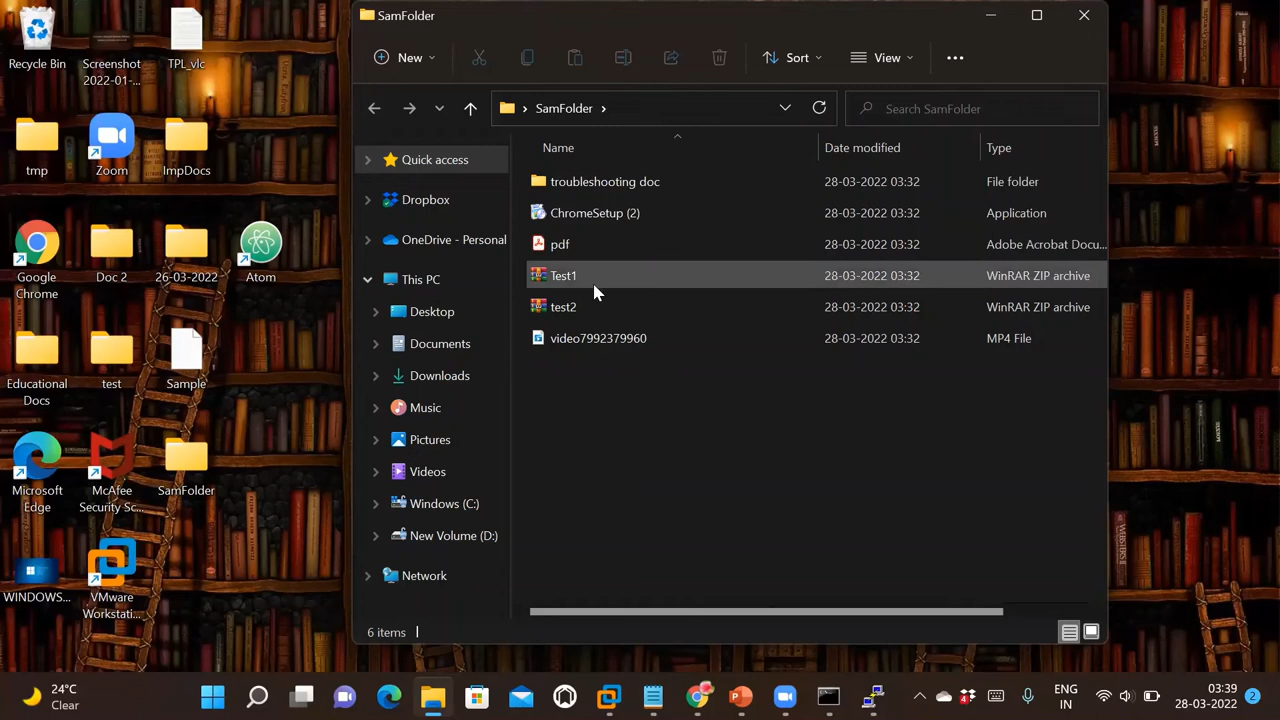 SamFolder
New
Sort
View
SamFolder
Search SamFolder
Name
Date modified
Type
Quick access
Dropbox
OneDrive - Personal
This PC
Desktop
Documents
Downloads
Music
Pictures
Videos
Windows (C:)
New Volume (D:)
Network
troubleshooting doc 28-03-2022 03:32 File folder
ChromeSetup (2) 28-03-2022 03:32 Application
pdf 28-03-2022 03:32 Adobe Acrobat Docu...
Test1 28-03-2022 03:32 WinRAR ZIP archive
test2 28-03-2022 03:32 WinRAR ZIP archive
video7992379960 28-03-2022 03:32 MP4 File
6 items
Recycle Bin
Screenshot
2022-01-...
TPL_vlc
tmp
Zoom
ImpDocs
Google
Chrome
Doc 2
26-03-2022
Atom
Educational
Docs
test
Sample
Microsoft
Edge
McAfee
Security Sc...
SamFolder
WINDOWS...
VMware
Workstati...
24°C
Clear
ENG
IN
03:39
28-03-2022
2